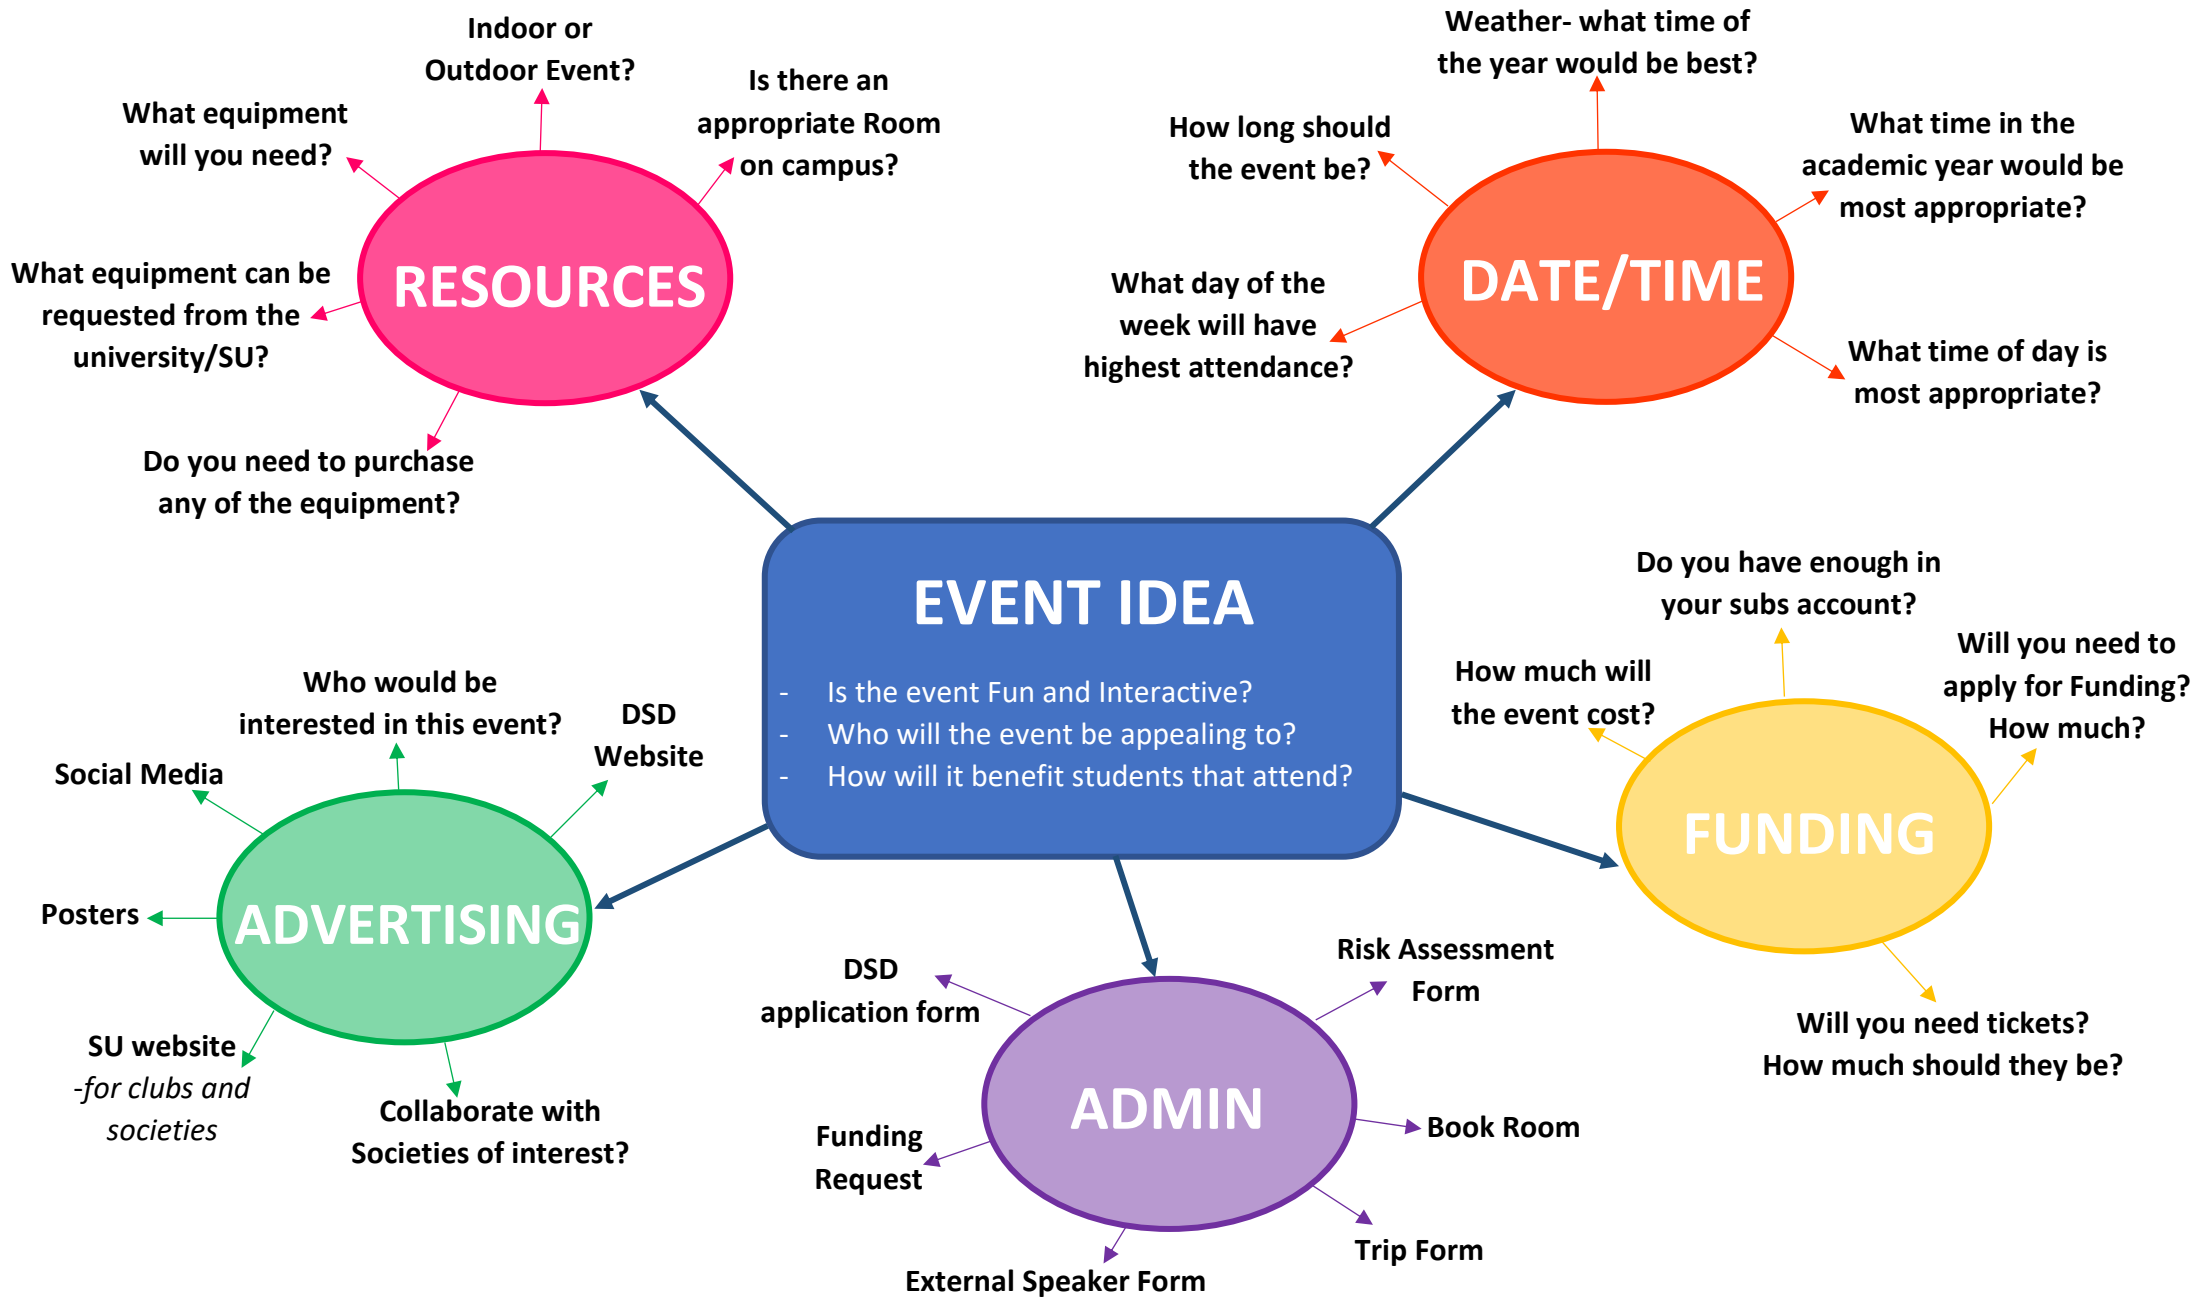 Indoor or
Outdoor Event?
What equipment
will you need?
Is there an
appropriate Room
on campus?
RESOURCES
What equipment can be
requested from the
university/SU?
Do you need to purchase
any of the equipment?
Weather- what time of
the year would be best?
How long should
the event be?
What time in the
academic year would be
most appropriate?
DATE/TIME
What day of the
week will have
highest attendance?
What time of day is
most appropriate?
EVENT IDEA
- Is the event Fun and Interactive?
- Who will the event be appealing to?
- How will it benefit students that attend?
Do you have enough in
your subs account?
How much will
the event cost?
Will you need to
apply for Funding?
How much?
FUNDING
Will you need tickets?
How much should they be?
Who would be
interested in this event?
DSD
Website
Social Media
Posters
ADVERTISING
SU website
-for clubs and
societies
Collaborate with
Societies of interest?
DSD
application form
Risk Assessment
Form
ADMIN
Funding
Request
Book Room
Trip Form
External Speaker Form